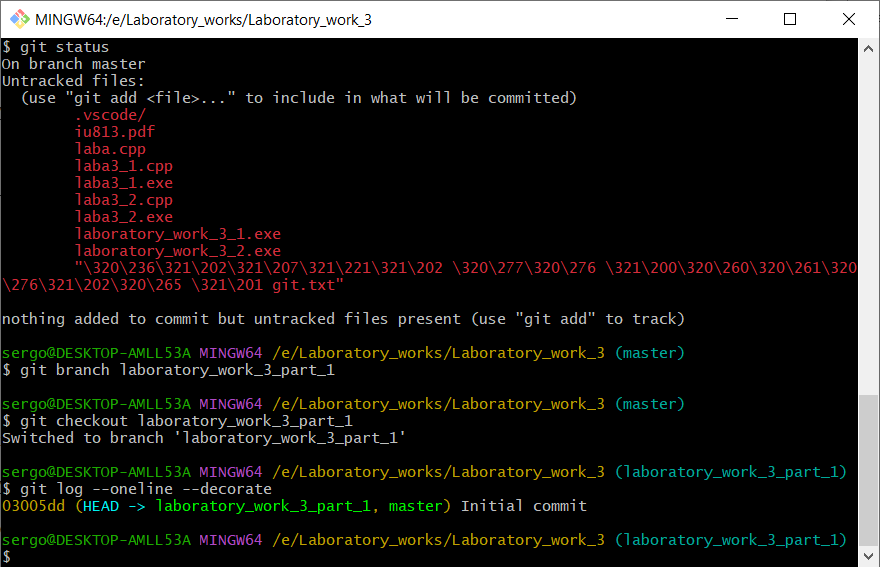 MINGW64:/e/Laboratory_works/Laboratory_work_3
$ git status
On branch master
Untracked files:
  (use "git add <file>..." to include in what will be committed)
        .vscode/
        iu813.pdf
        laba.cpp
        laba3_1.cpp
        laba3_1.exe
        laba3_2.cpp
        laba3_2.exe
        laboratory_work_3_1.exe
        laboratory_work_3_2.exe
        "\320\236\321\202\321\207\321\221\321\202 \320\277\320\276 \321\200\320\260\320\261\320
\276\321\202\320\265 \321\201 git.txt"
nothing added to commit but untracked files present (use "git add" to track)
sergo@DESKTOP-AMLL53A MINGW64 /e/Laboratory_works/Laboratory_work_3 (master)
$ git branch laboratory_work_3_part_1
sergo@DESKTOP-AMLL53A MINGW64 /e/Laboratory_works/Laboratory_work_3 (master)
$ git checkout laboratory_work_3_part_1
Switched to branch 'laboratory_work_3_part_1'
sergo@DESKTOP-AMLL53A MINGW64 /e/Laboratory_works/Laboratory_work_3 (laboratory_work_3_part_1)
$ git log --oneline --decorate
03005dd (HEAD -> laboratory_work_3_part_1, master) Initial commit
sergo@DESKTOP-AMLL53A MINGW64 /e/Laboratory_works/Laboratory_work_3 (laboratory_work_3_part_1)
$